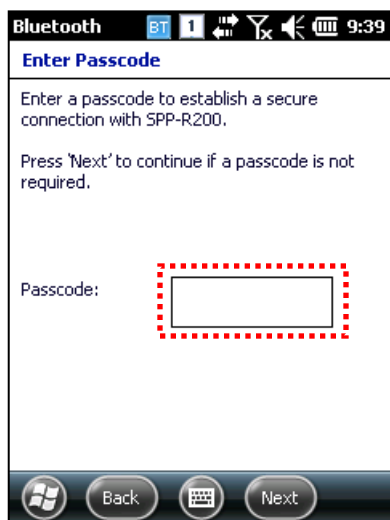 Bluetooth BT 1 9:39
Enter Passcode
Enter a passcode to establish a secure
connection with SPP-R200.
Press 'Next' to continue if a passcode is not
required.
Passcode:
Back Next